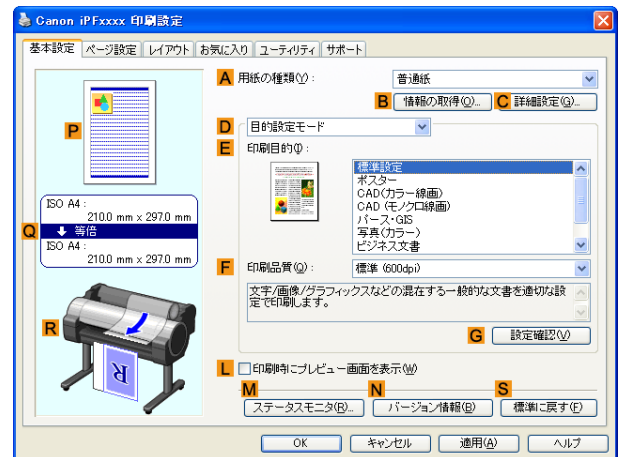 Canon iPFxxxx 印刷設定
基本設定 ページ設定 レイアウト お気に入り ユーティリティ サポート
A 用紙の種類(Y): 普通紙
B 情報の取得(O)... C 詳細設定(G)...
D 目的設定モード
E 印刷目的(I):
標準設定
ポスター
CAD(カラー線画)
CAD (モノクロ線画)
パース・GIS
写真(カラー)
ビジネス文書
P
ISO A4 :
210.0 mm x 297.0 mm
Q 等倍
ISO A4 :
210.0 mm x 297.0 mm
F 印刷品質(Q): 標準 (600dpi)
文字/画像/グラフィックスなどの混在する一般的な文書を適切な設
定で印刷します。
G 設定確認(V)
R
L 印刷時にプレビュー画面を表示(W)
M N S
ステータスモニタ(R)... バージョン情報(B) 標準に戻す(F)
OK キャンセル 適用(A) ヘルプ